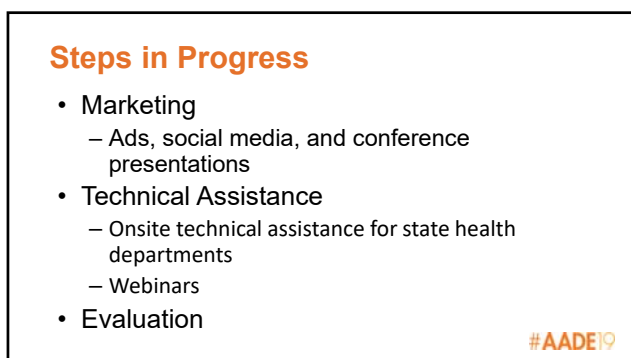 Steps in Progress
• Marketing
– Ads, social media, and conference
presentations
• Technical Assistance
– Onsite technical assistance for state health
departments
– Webinars
• Evaluation
#AADE19